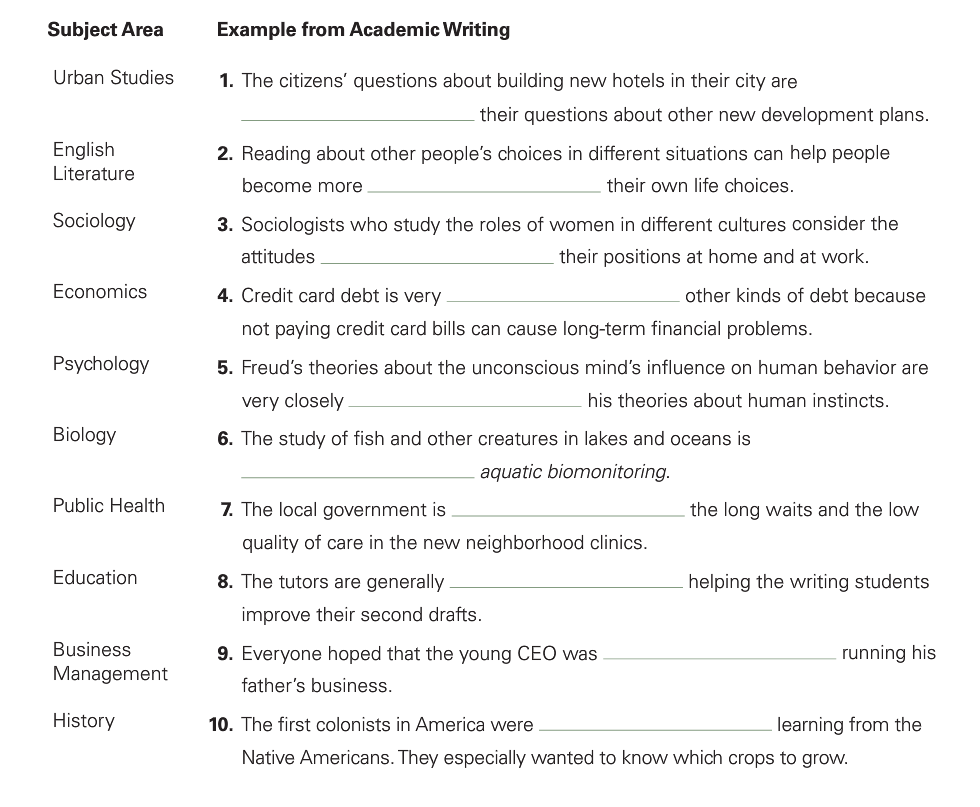 Subject Area Example from Academic Writing
Urban Studies 1. The citizens' questions about building new hotels in their city are
their questions about other new development plans.
English 2. Reading about other people's choices in different situations can help people
Literature
become more their own life choices.
Sociology 3. Sociologists who study the roles of women in different cultures consider the
attitudes their positions at home and at work.
Economics 4. Credit card debt is very other kinds of debt because
not paying credit card bills can cause long-term financial problems.
Psychology 5. Freud's theories about the unconscious mind's influence on human behavior are
very closely his theories about human instincts.
Biology 6. The study of fish and other creatures in lakes and oceans is
aquatic biomonitoring.
Public Health 7. The local government is the long waits and the low
quality of care in the new neighborhood clinics.
Education 8. The tutors are generally helping the writing students
improve their second drafts.
Business 9. Everyone hoped that the young CEO was running his
Management
father's business.
History 10. The first colonists in America were learning from the
Native Americans. They especially wanted to know which crops to grow.